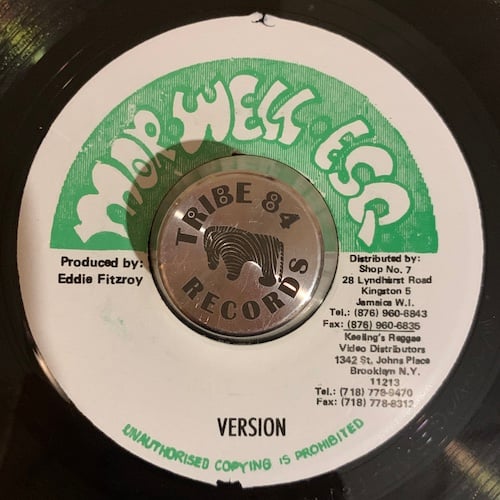 MOR·WELL·ESQ
TRIBE 84
RECORDS
Produced by:
Eddie Fitzroy
Distributed by:
Shop No. 7
28 Lyndhurst Road
Kingston 5
Jamaica W.I.
Tel.: (876) 960-6843
Fax: (876) 960-6835
Keeling's Reggae
Video Distributors
1342 St. Johns Place
Brooklyn N.Y.
11213
Tel.: (718) 778-9470
Fax: (718) 778-8312
VERSION
UNAUTHORISED COPYING IS PROHIBITED